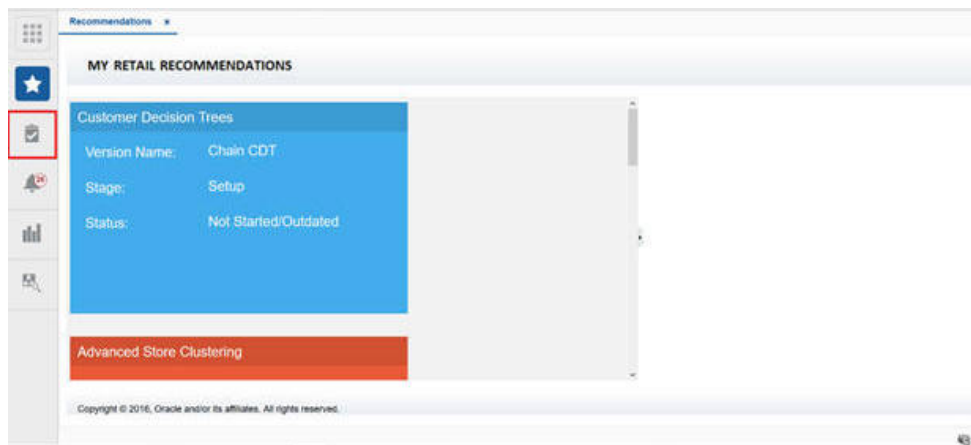 Recommendations ×
MY RETAIL RECOMMENDATIONS
Customer Decision Trees
Version Name: Chain CDT
Stage: Setup
Status: Not Started/Outdated
Advanced Store Clustering
Copyright © 2016, Oracle and/or its affiliates. All rights reserved.